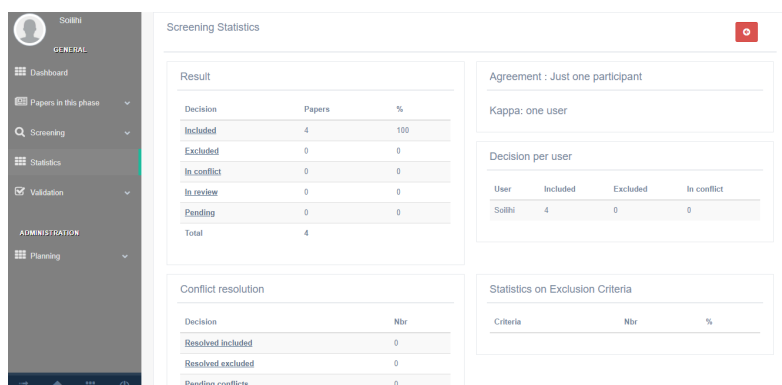 Soilihi
GENERAL
Dashboard
Papers in this phase
Screening
Statistics
Validation
ADMINISTRATION
Planning
Screening Statistics
Result
Decision Papers %
Included 4 100
Excluded 0 0
In conflict 0 0
In review 0 0
Pending 0 0
Total 4
Agreement : Just one participant
Kappa: one user
Decision per user
User Included Excluded In conflict
Soilihi 4 0 0
Conflict resolution
Decision Nbr
Resolved included 0
Resolved excluded 0
Pending conflicts 0
Statistics on Exclusion Criteria
Criteria Nbr %